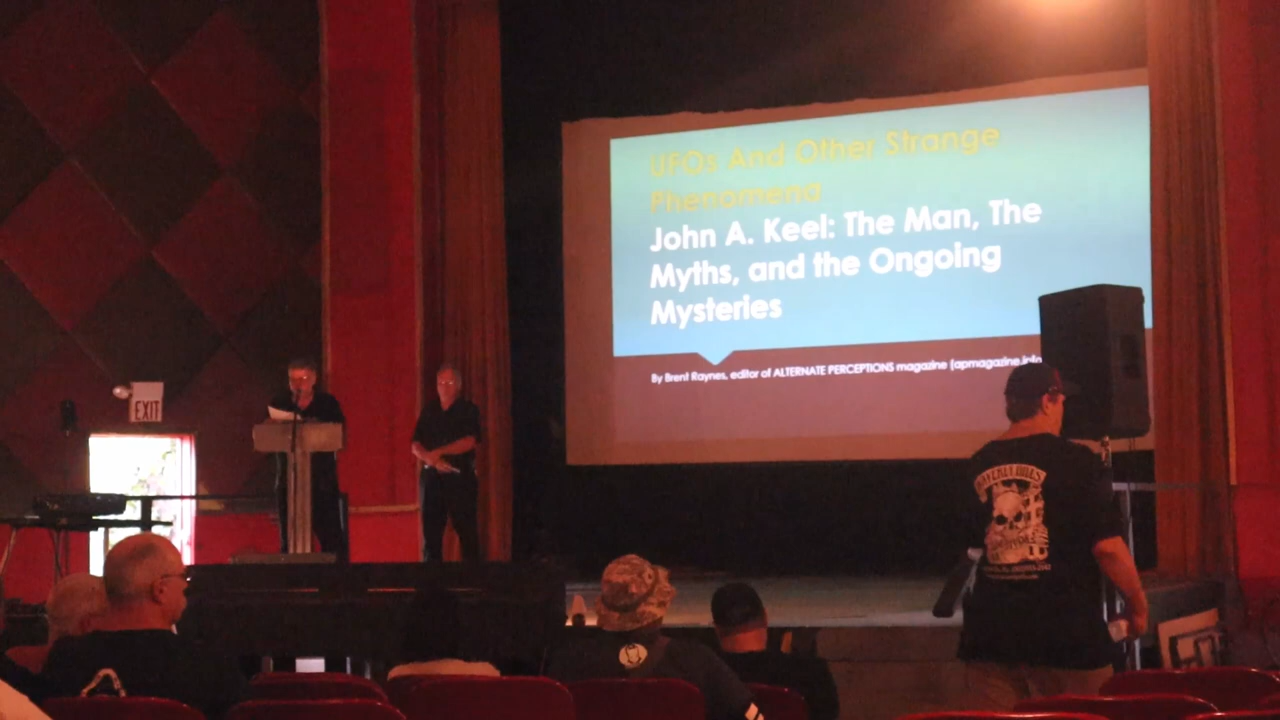 UFOs And Other Strange
Phenomena
John A. Keel: The Man, The
Myths, and the Ongoing
Mysteries
By Brent Raynes, editor of ALTERNATE PERCEPTIONS magazine (apmagazine.info
EXIT